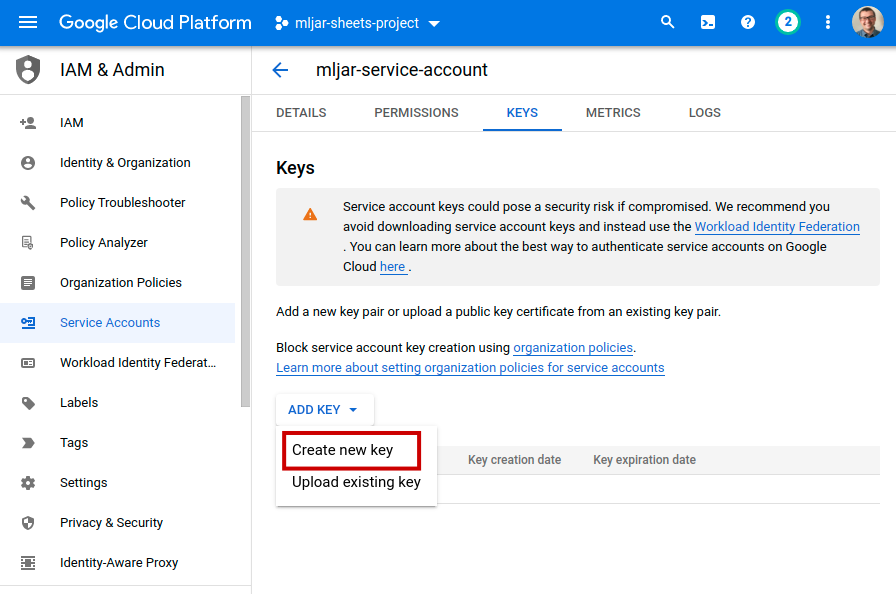 Google Cloud Platform
mljar-sheets-project
2
IAM & Admin
IAM
Identity & Organization
Policy Troubleshooter
Policy Analyzer
Organization Policies
Service Accounts
Workload Identity Federat...
Labels
Tags
Settings
Privacy & Security
Identity-Aware Proxy
mljar-service-account
DETAILS PERMISSIONS KEYS METRICS LOGS
Keys
Service account keys could pose a security risk if compromised. We recommend you
avoid downloading service account keys and instead use the Workload Identity Federation
. You can learn more about the best way to authenticate service accounts on Google
Cloud here .
Add a new key pair or upload a public key certificate from an existing key pair.
Block service account key creation using organization policies.
Learn more about setting organization policies for service accounts
ADD KEY
Create new key
Upload existing key
Key creation date Key expiration date